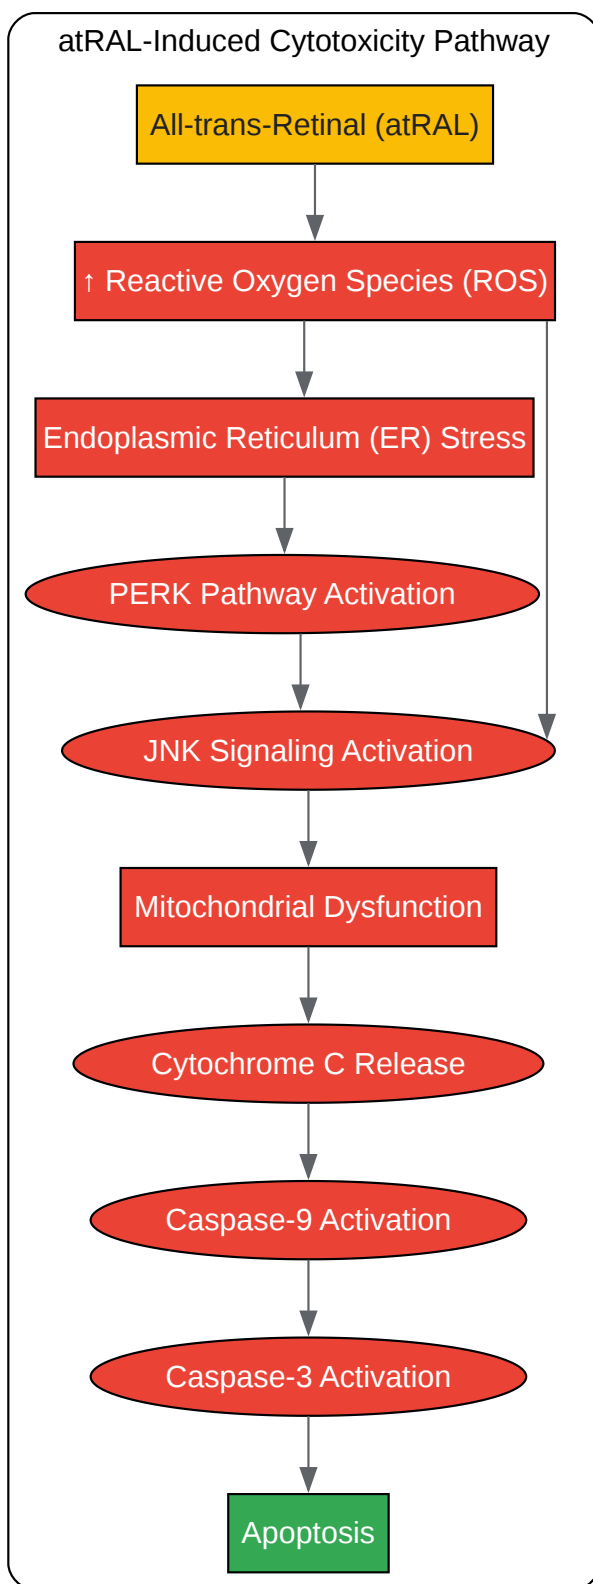 atRAL-Induced Cytotoxicity Pathway
All-trans-Retinal (atRAL)
↑ Reactive Oxygen Species (ROS)
Endoplasmic Reticulum (ER) Stress
PERK Pathway Activation
JNK Signaling Activation
Mitochondrial Dysfunction
Cytochrome C Release
Caspase-9 Activation
Caspase-3 Activation
Apoptosis